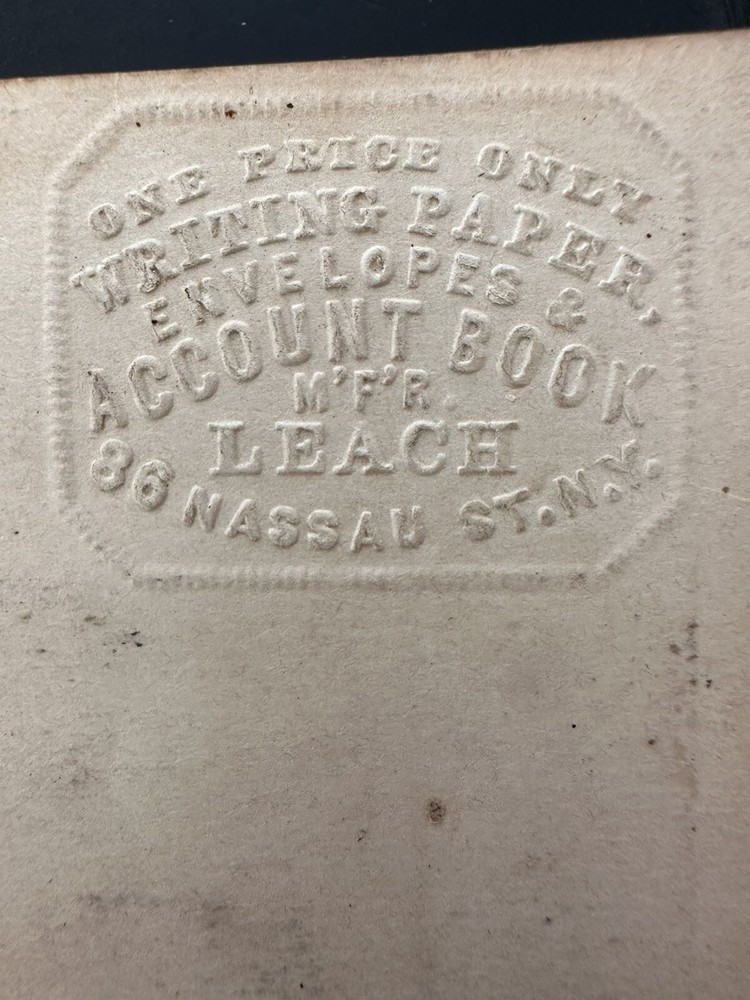 ONE PRICE ONLY
WRITING PAPER,
ENVELOPES &
ACCOUNT BOOK
M'F'R.
LEACH
86 NASSAU ST. N.Y.